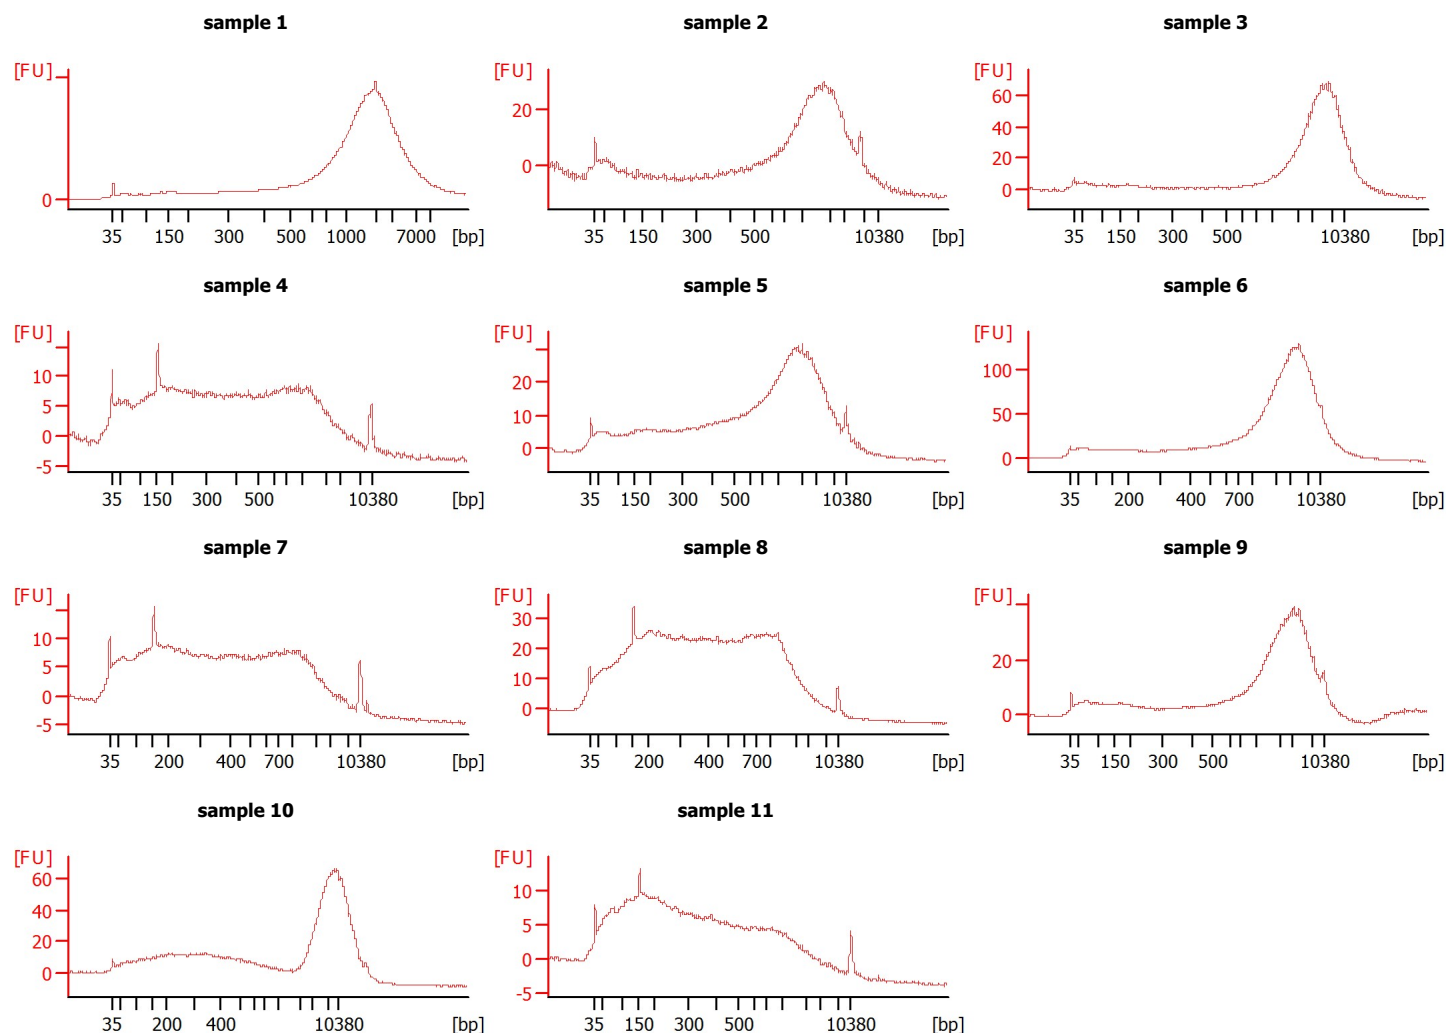 sample 1
[FU]
0
35 150 300 500 1000 7000 [bp]
sample 2
[FU]
20
0
35 150 300 500 10380 [bp]
sample 3
[FU]
60
40
20
0
35 150 300 500 10380 [bp]
sample 4
[FU]
10
5
0
-5
35 150 300 500 10380 [bp]
sample 5
[FU]
20
10
0
35 150 300 500 10380 [bp]
sample 6
[FU]
100
50
0
35 200 400 700 10380 [bp]
sample 7
[FU]
10
5
0
-5
35 200 400 700 10380 [bp]
sample 8
[FU]
30
20
10
0
35 200 400 700 10380 [bp]
sample 9
[FU]
20
0
35 150 300 500 10380 [bp]
sample 10
[FU]
60
40
20
0
35 200 400 10380 [bp]
sample 11
[FU]
10
5
0
-5
35 150 300 500 10380 [bp]